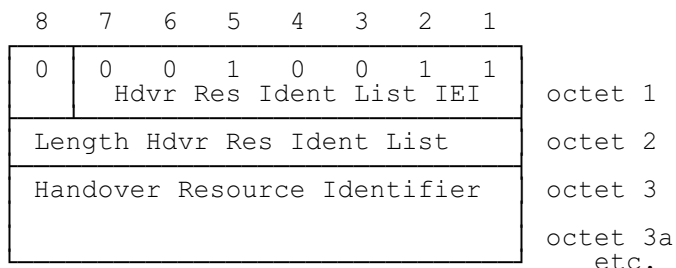 8 7 6 5 4 3 2 1
0 0 0 1 0 0 1 1
Hdvr Res Ident List IEI octet 1
Length Hdvr Res Ident List octet 2
Handover Resource Identifier octet 3
octet 3a
etc.